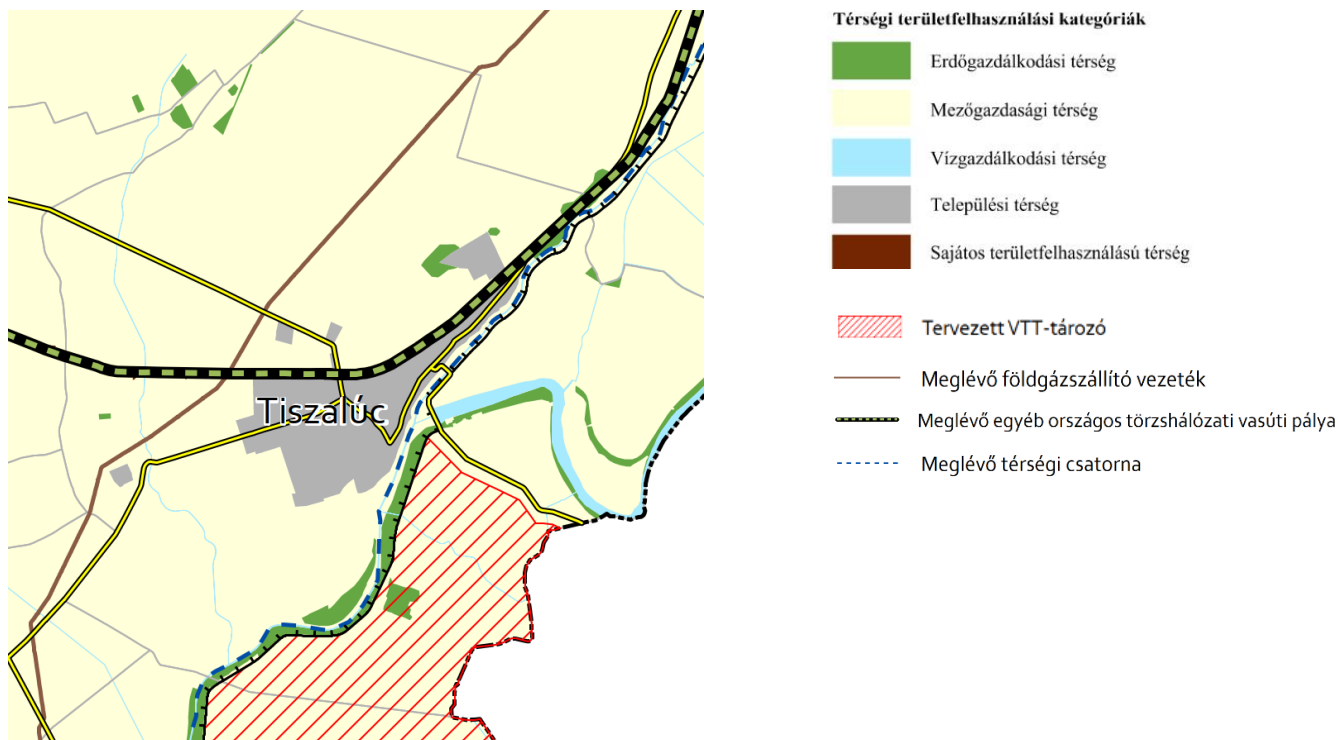 Tiszalúc
Térségi területfelhasználási kategóriák
Erdőgazdálkodási térség
Mezőgazdasági térség
Vízgazdálkodási térség
Települési térség
Sajátos területfelhasználású térség
Tervezett VTT-tározó
Meglévő földgázszállító vezeték
Meglévő egyéb országos törzshálózati vasúti pálya
Meglévő térségi csatorna